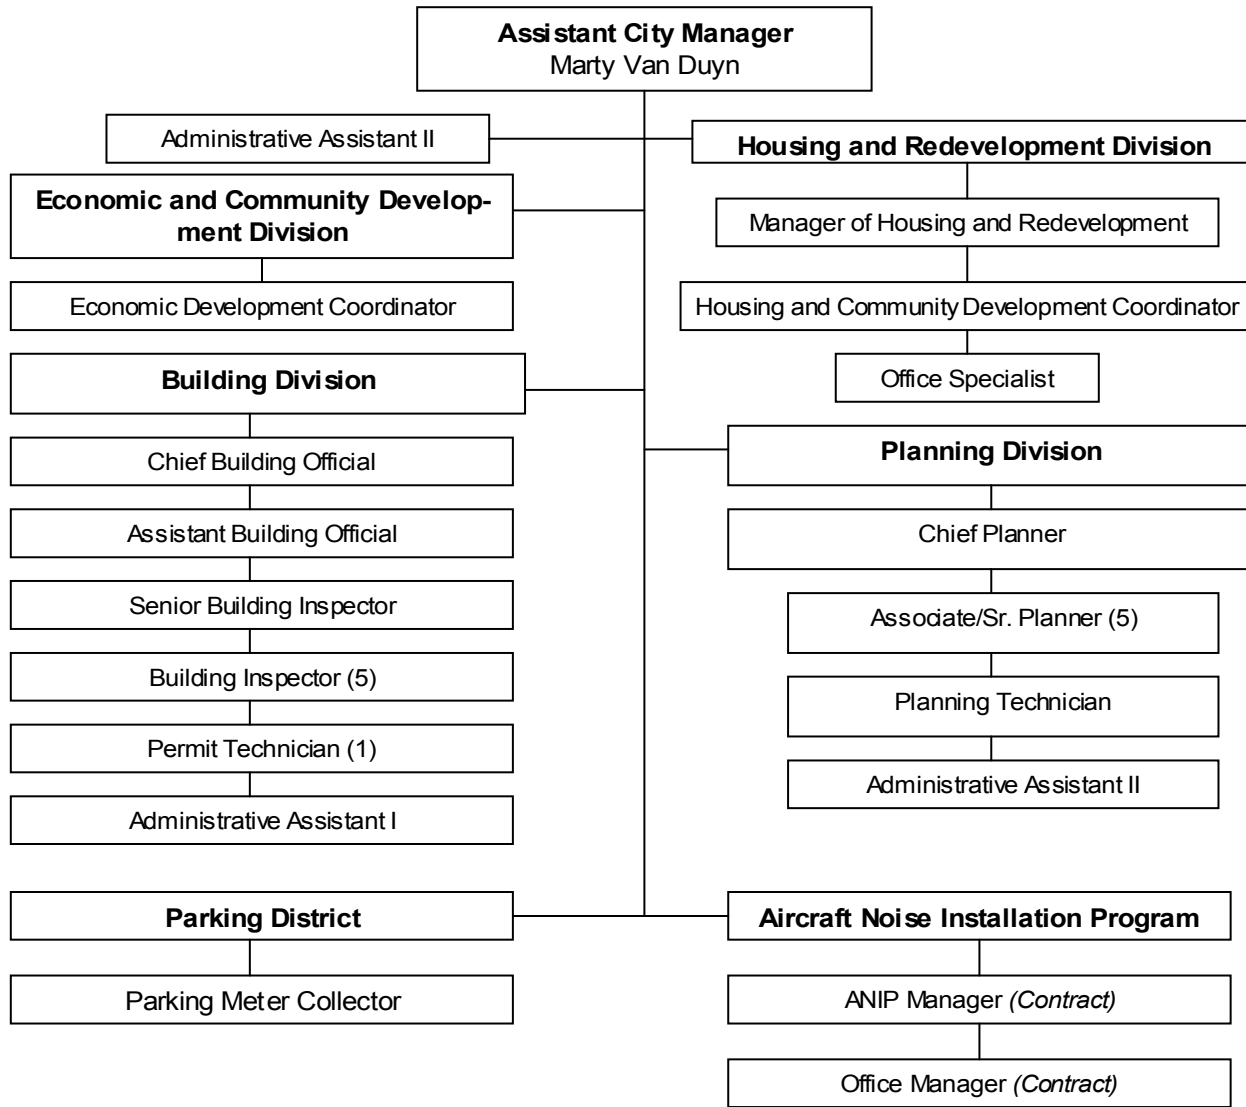 Assistant City Manager
Marty Van Duyn
Administrative Assistant II
Housing and Redevelopment Division
Economic and Community Develop-
ment Division
Manager of Housing and Redevelopment
Economic Development Coordinator
Housing and Community Development Coordinator
Building Division
Office Specialist
Chief Building Official
Planning Division
Assistant Building Official
Chief Planner
Senior Building Inspector
Associate/Sr. Planner (5)
Building Inspector (5)
Planning Technician
Permit Technician (1)
Administrative Assistant II
Administrative Assistant I
Parking District
Aircraft Noise Installation Program
Parking Meter Collector
ANIP Manager (Contract)
Office Manager (Contract)